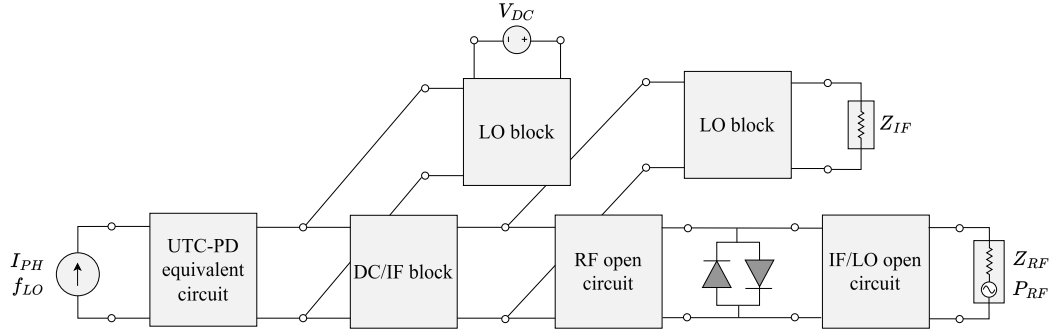 V_DC
LO block
LO block
Z_IF
I_PH
f_LO
UTC-PD
equivalent
circuit
DC/IF block
RF open
circuit
IF/LO open
circuit
Z_RF
P_RF